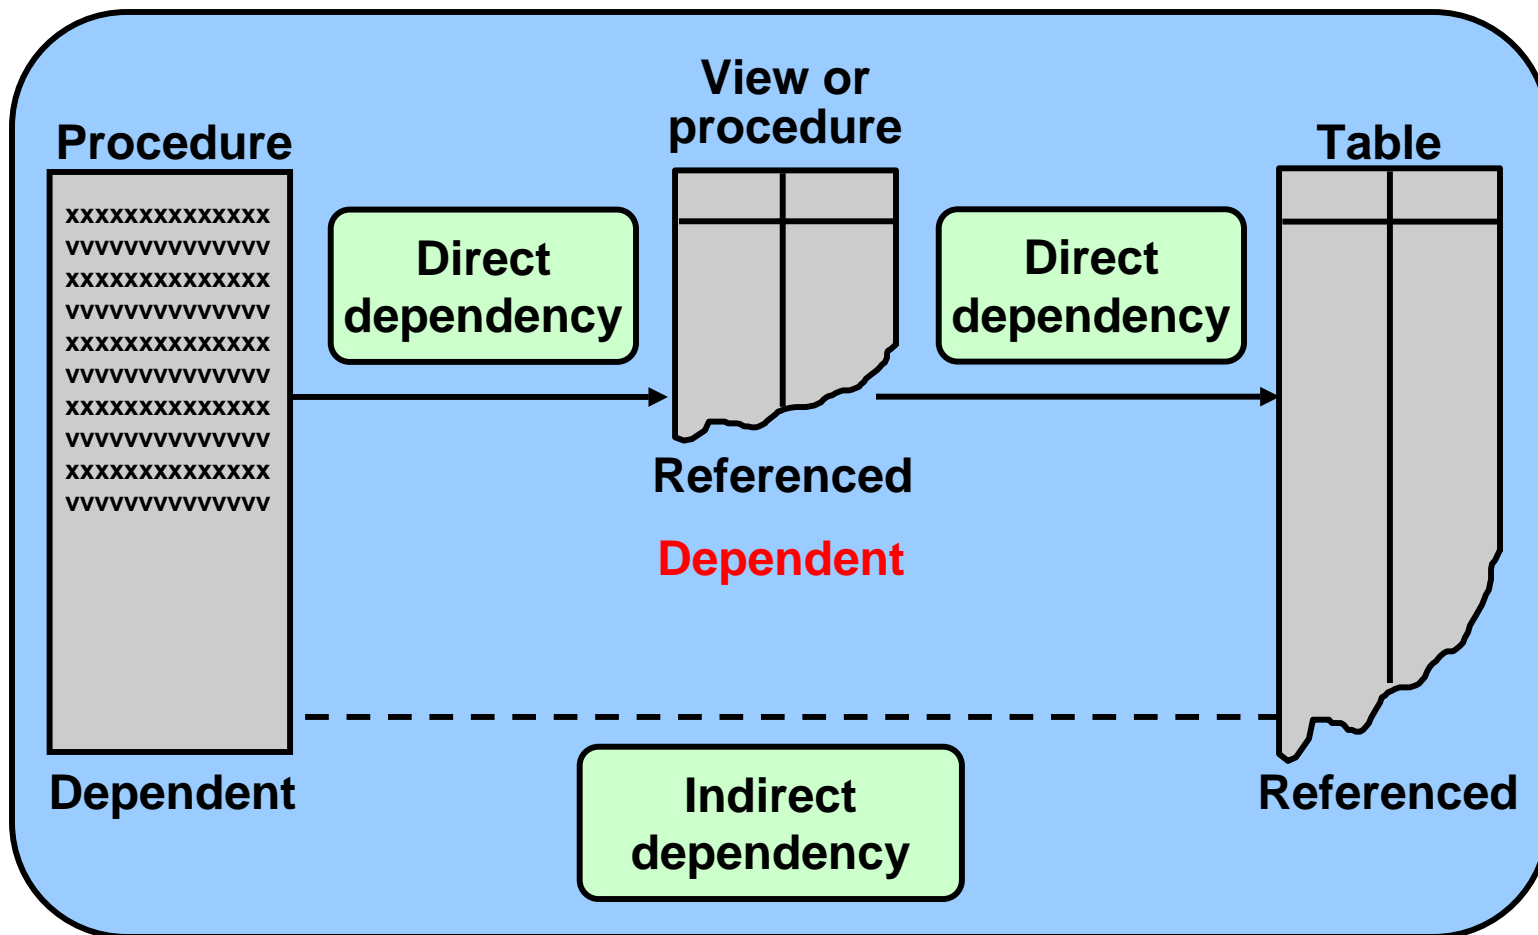 View or
procedure
Procedure
Table
xxxxxxxxxxxxxx
vvvvvvvvvvvvvv
xxxxxxxxxxxxxx
vvvvvvvvvvvvvv
xxxxxxxxxxxxxx
vvvvvvvvvvvvvv
xxxxxxxxxxxxxx
vvvvvvvvvvvvvv
xxxxxxxxxxxxxx
vvvvvvvvvvvvvv
Direct
dependency
Direct
dependency
Referenced
Dependent
Dependent
Indirect
dependency
Referenced